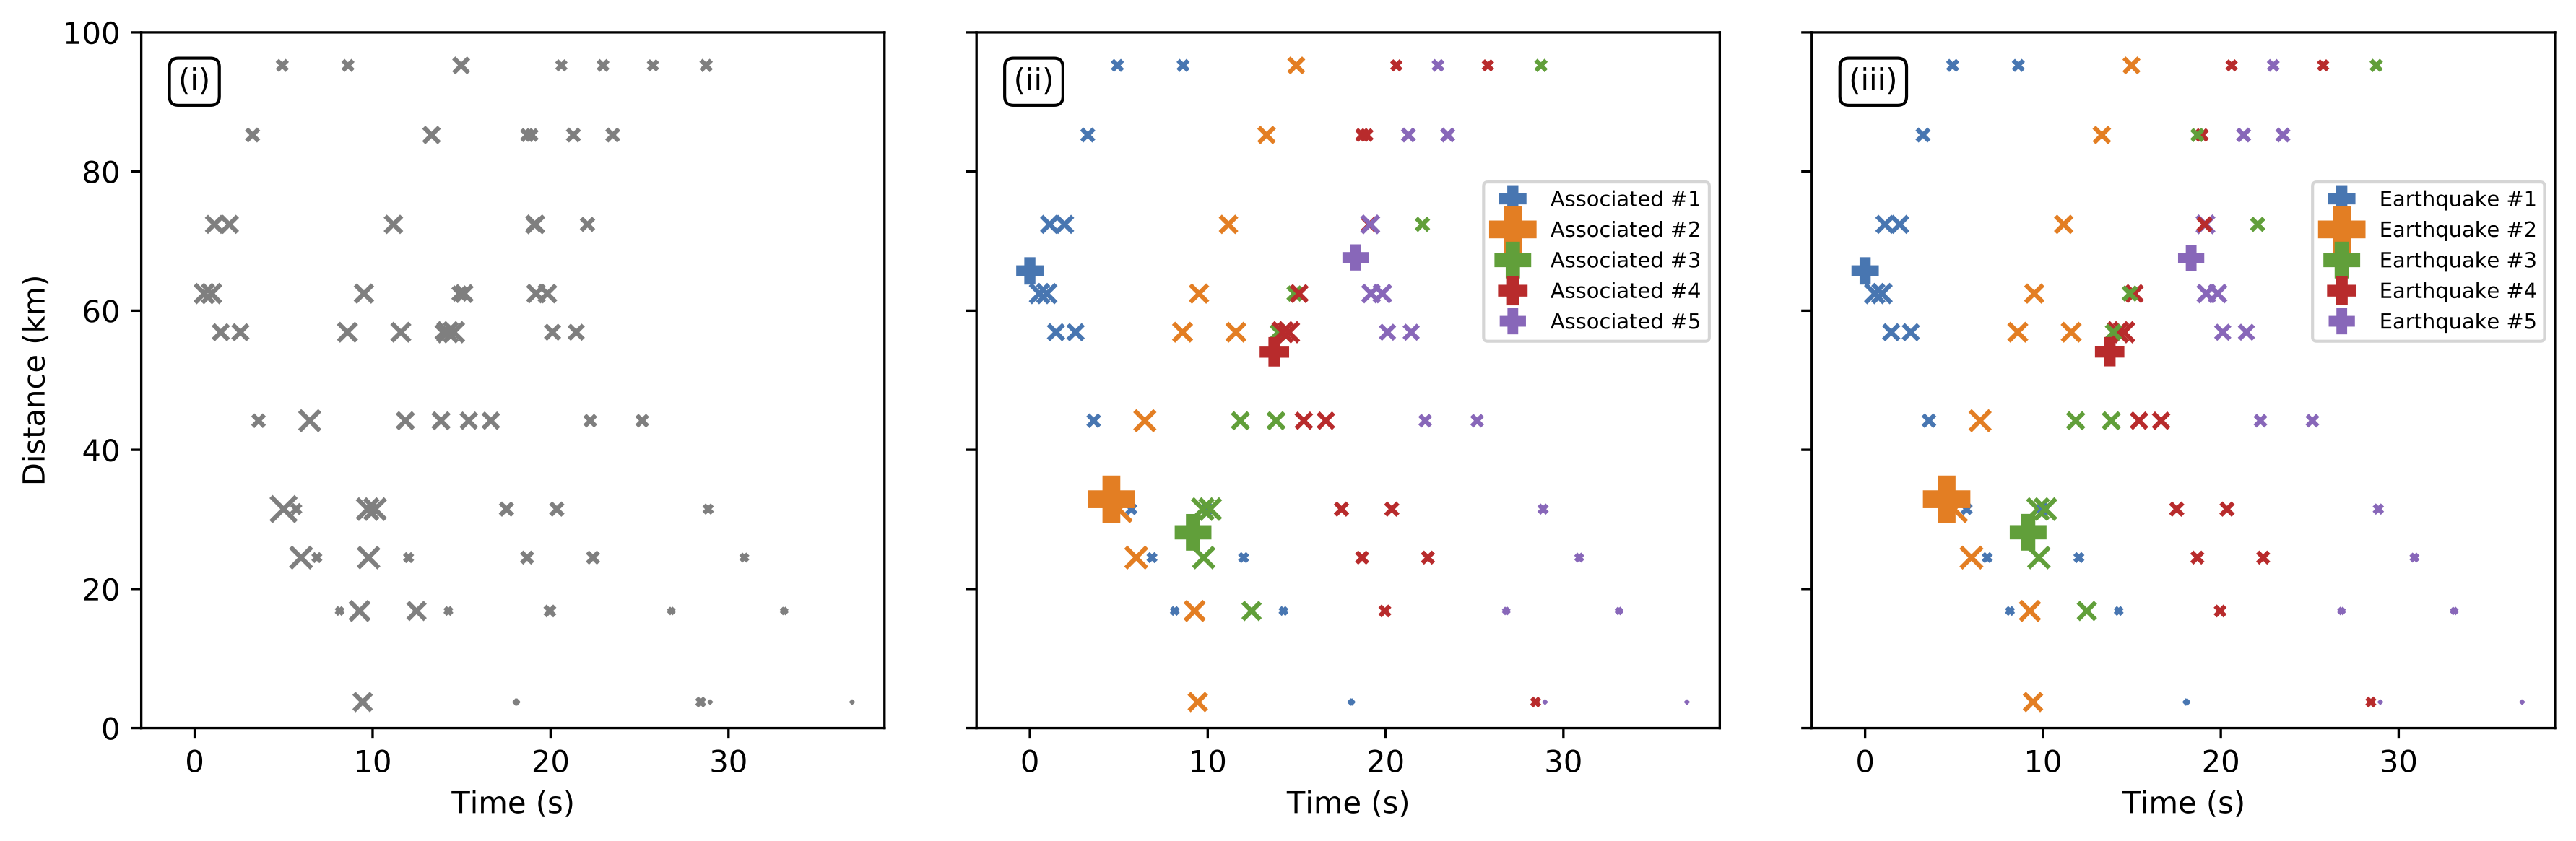 100
80
60
40
20
0
Distance (km)
(i)
0 10 20 30
Time (s)
(ii)
Associated #1
Associated #2
Associated #3
Associated #4
Associated #5
0 10 20 30
Time (s)
(iii)
Earthquake #1
Earthquake #2
Earthquake #3
Earthquake #4
Earthquake #5
0 10 20 30
Time (s)